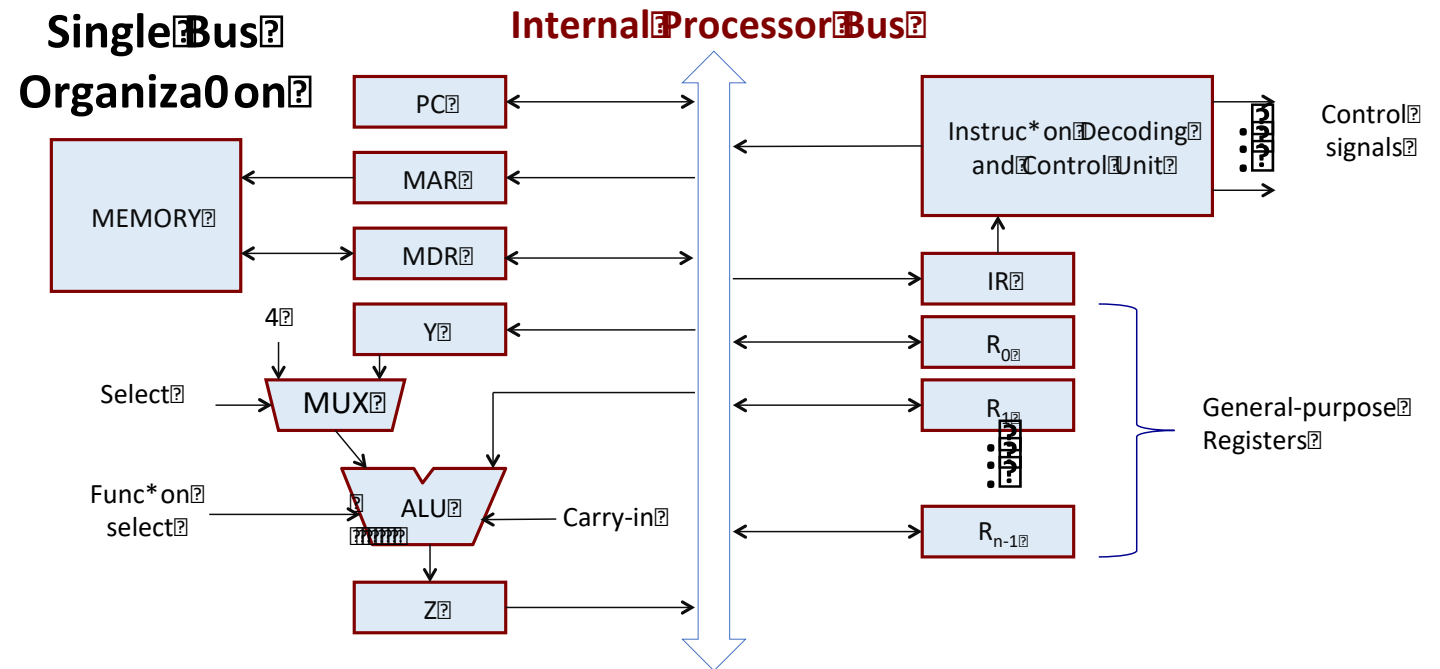 Single⍰Bus⍰
Organiza0on⍰
Internal⍰Processor⍰Bus⍰
PC⍰
MAR⍰
MEMORY⍰
MDR⍰
4⍰
Y⍰
Select⍰
MUX⍰
Func*on⍰
select⍰
ALU⍰
⍰
⍰⍰⍰⍰⍰⍰⍰
Carry-in⍰
Z⍰
Instruc*on⍰Decoding⍰
and⍰Control⍰Unit⍰
Control⍰
signals⍰
.⍰
.⍰
.⍰
IR⍰
R0⍰
R1⍰
.⍰
.⍰
.⍰
Rn-1⍰
General-purpose⍰
Registers⍰